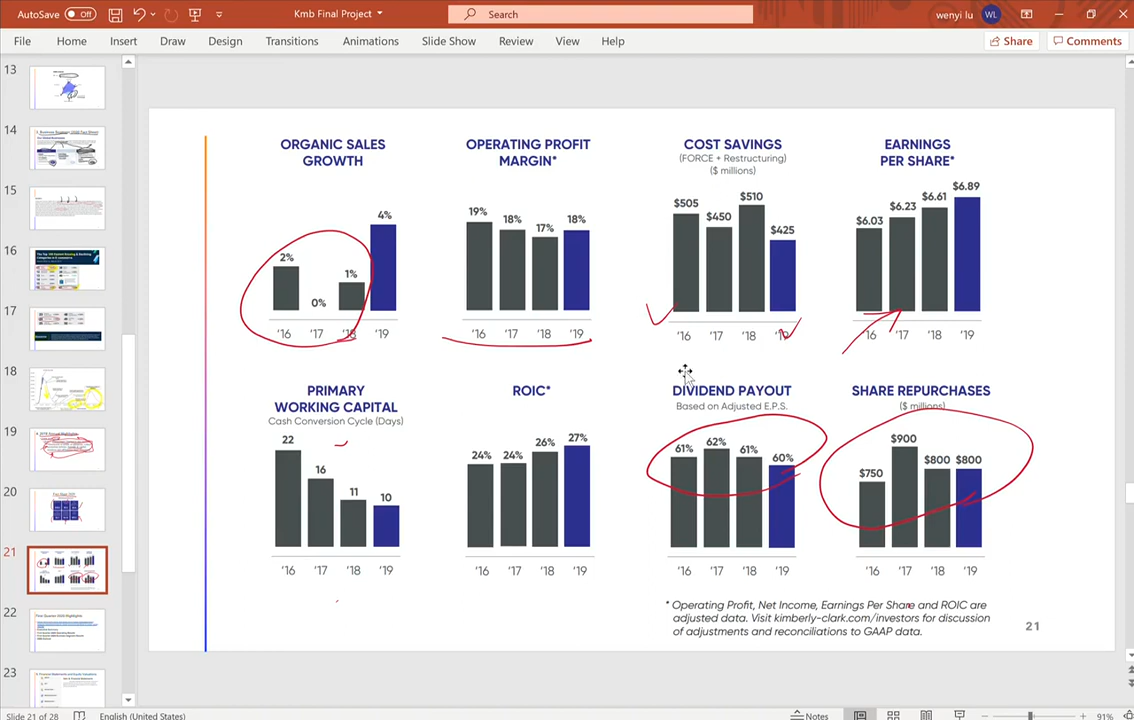 AutoSave Off
Kmb Final Project
Search
wenyi lu
WL
File Home Insert Draw Design Transitions Animations Slide Show Review View Help
Share Comments
13
14
15
16
17
18
19
20
21
22
23
ORGANIC SALES
GROWTH
2% 0% 1% 4%
'16 '17 '18 '19
OPERATING PROFIT
MARGIN*
19% 18% 17% 18%
'16 '17 '18 '19
COST SAVINGS
(FORCE + Restructuring)
($ millions)
$505 $450 $510 $425
'16 '17 '18 '19
EARNINGS
PER SHARE*
$6.03 $6.23 $6.61 $6.89
'16 '17 '18 '19
PRIMARY
WORKING CAPITAL
Cash Conversion Cycle (Days)
22 16 11 10
'16 '17 '18 '19
ROIC*
24% 24% 26% 27%
'16 '17 '18 '19
DIVIDEND PAYOUT
Based on Adjusted E.P.S.
61% 62% 61% 60%
'16 '17 '18 '19
SHARE REPURCHASES
($ millions)
$750 $900 $800 $800
'16 '17 '18 '19
* Operating Profit, Net Income, Earnings Per Share and ROIC are
adjusted data. Visit kimberly-clark.com/investors for discussion
of adjustments and reconciliations to GAAP data.
21
Slide 21 of 28
English (United States)
Notes
91%